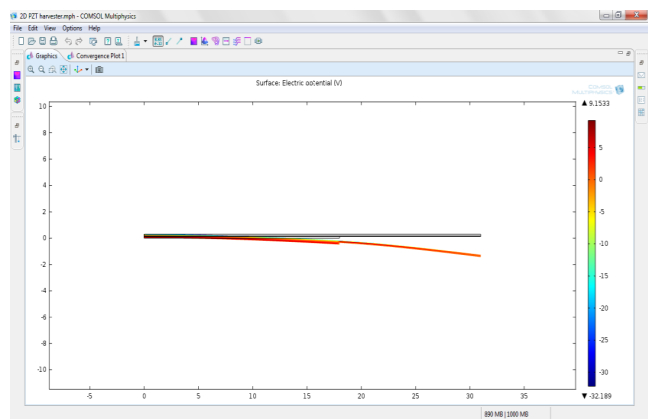 2D PZT harvester.mph - COMSOL Multiphysics
File Edit View Options Help
Graphics Convergence Plot 1
Surface: Electric potential (V)
COMSOL
MULTIPHYSICS
▲ 9.1533
10
8
6
4
2
0
-2
-4
-6
-8
-10
-5 0 5 10 15 20 25 30 35
5
0
-5
-10
-15
-20
-25
-30
▼ -32.189
890 MB | 1000 MB